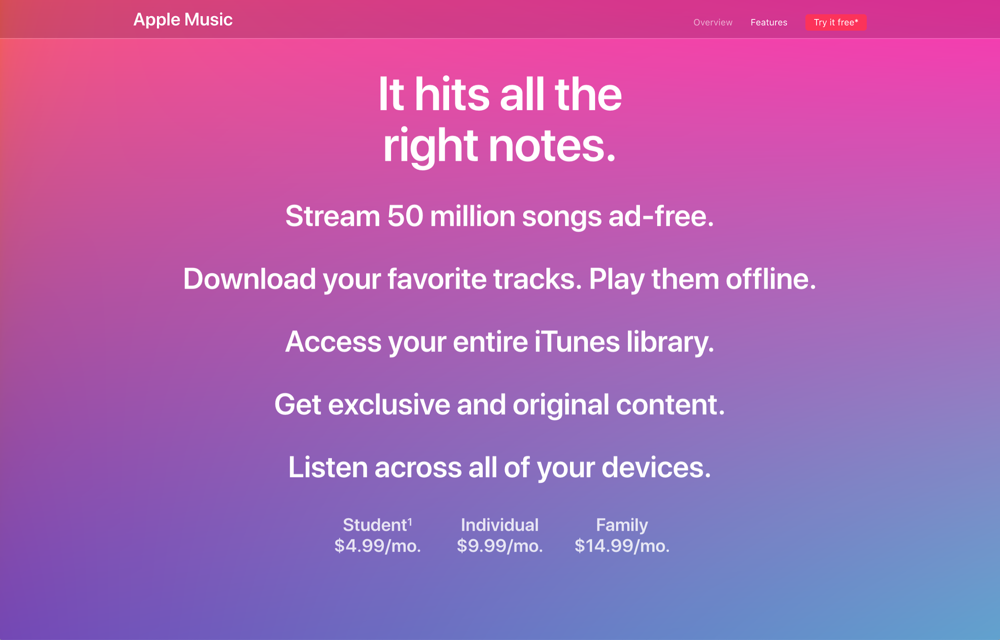 Apple Music
Overview Features Try it free*
It hits all the
right notes.
Stream 50 million songs ad-free.
Download your favorite tracks. Play them offline.
Access your entire iTunes library.
Get exclusive and original content.
Listen across all of your devices.
Student¹ Individual Family
$4.99/mo. $9.99/mo. $14.99/mo.